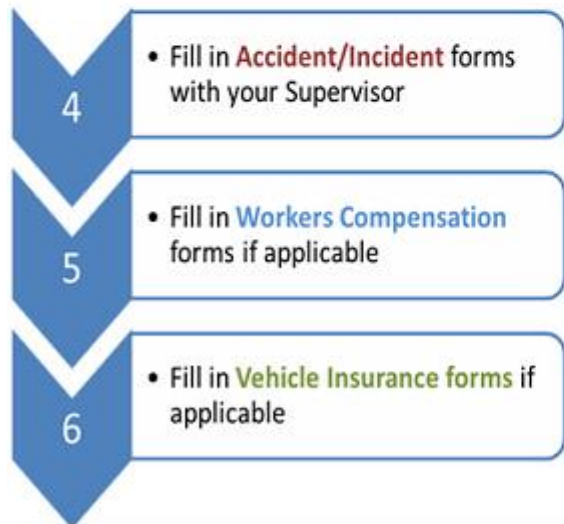 4
• Fill in Accident/Incident forms
with your Supervisor
5
• Fill in Workers Compensation
forms if applicable
6
• Fill in Vehicle Insurance forms if
applicable